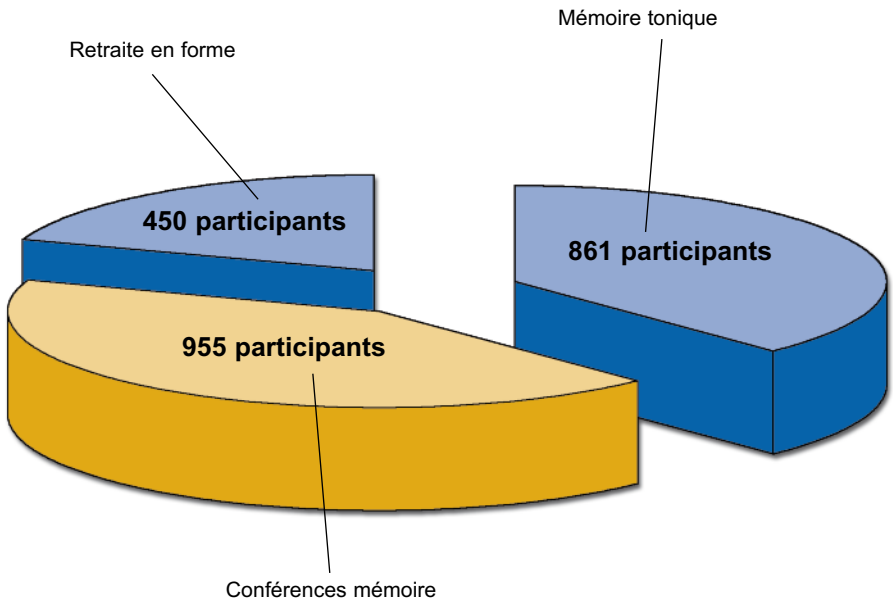 Mémoire tonique
Retraite en forme
450 participants
861 participants
955 participants
Conférences mémoire